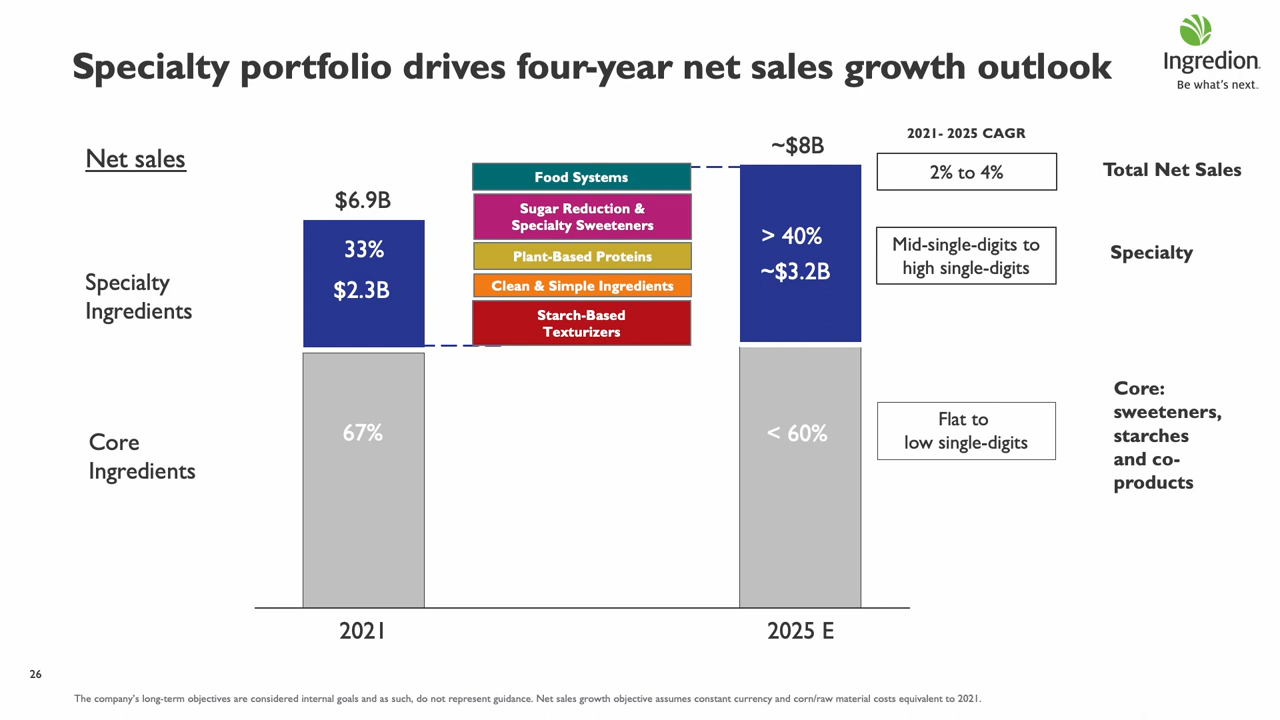 Specialty portfolio drives four-year net sales growth outlook
Ingredion.
Be what's next.
Net sales
Specialty
Ingredients
Core
Ingredients
$6.9B
33%
$2.3B
67%
2021
Food Systems
Sugar Reduction &
Specialty Sweeteners
Plant-Based Proteins
Clean & Simple Ingredients
Starch-Based
Texturizers
~$8B
> 40%
~$3.2B
< 60%
2025 E
2021- 2025 CAGR
2% to 4%
Total Net Sales
Mid-single-digits to
high single-digits
Specialty
Flat to
low single-digits
Core:
sweeteners,
starches
and co-
products
26
The company's long-term objectives are considered internal goals and as such, do not represent guidance. Net sales growth objective assumes constant currency and corn/raw material costs equivalent to 2021.